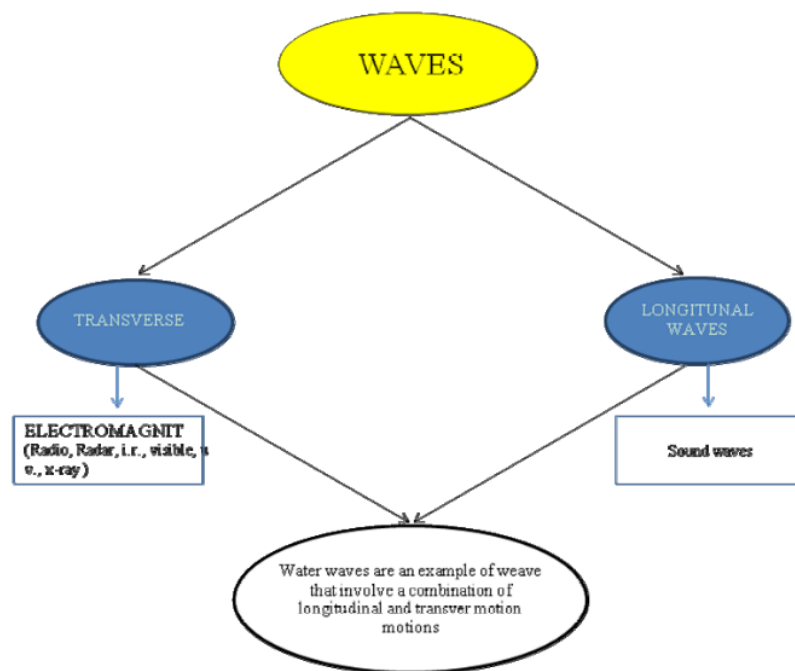 WAVES
TRANSVERSE
LONGITUNAL
WAVES
ELECTROMAGNIT
(Radio, Radar, i.r., visible, u
v., x-ray)
Sound waves
Water waves are an example of weave
that involve a combination of
longitudinal and transver motion
motions